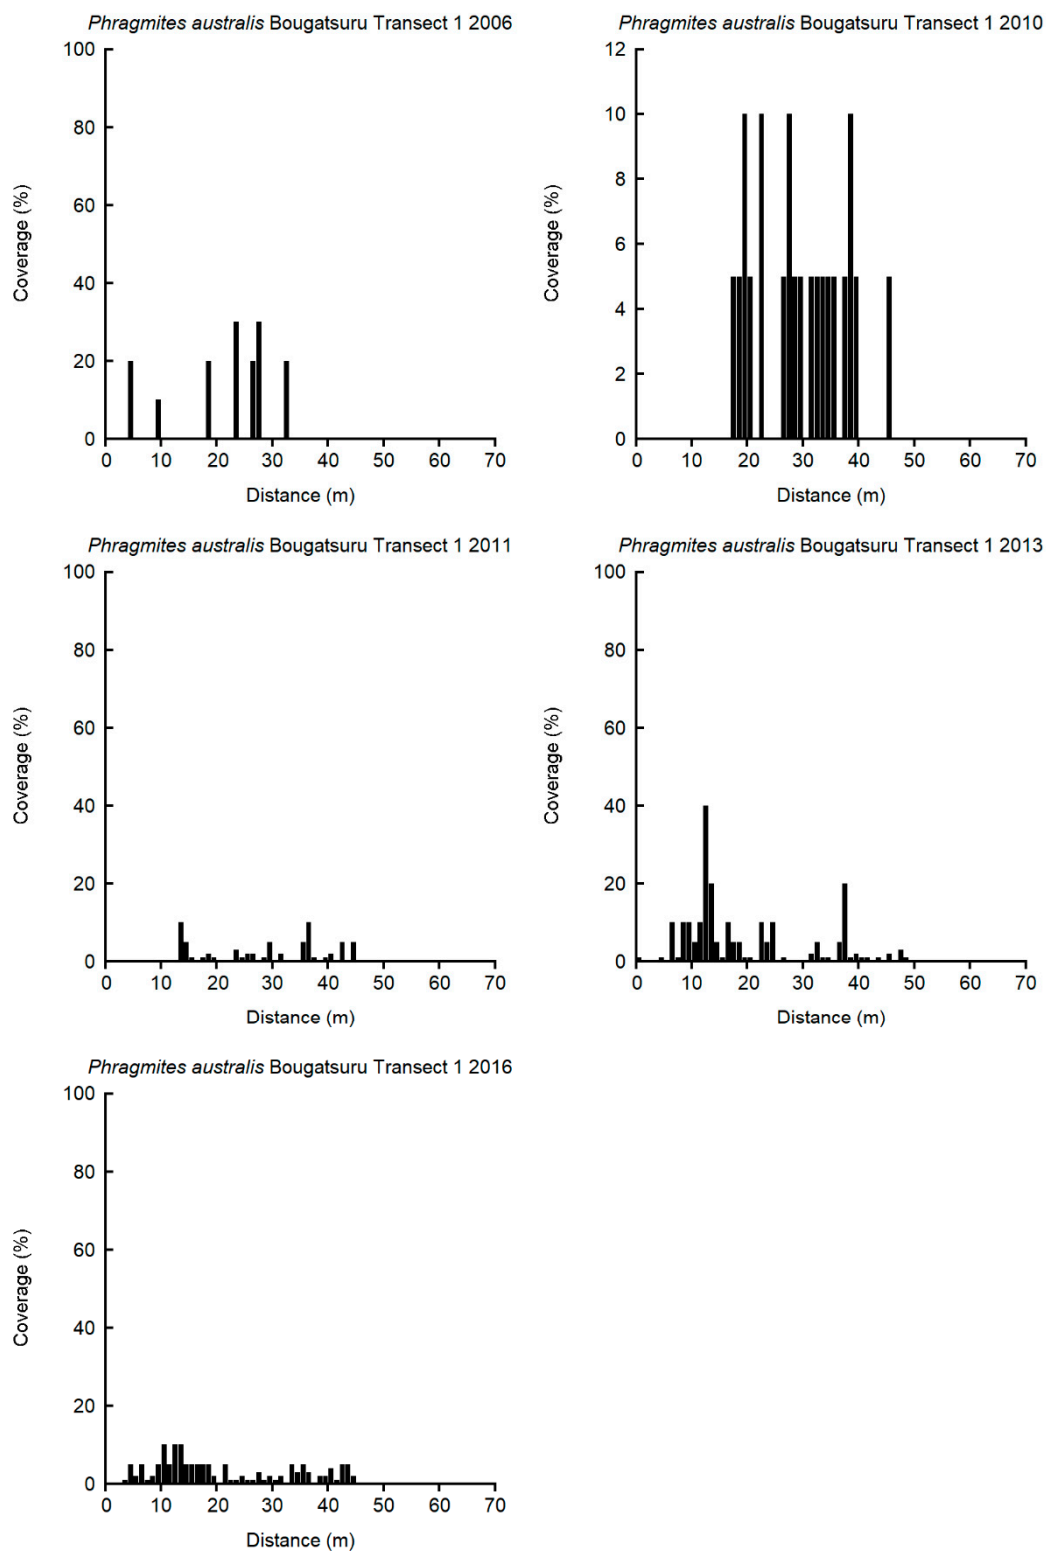 Phragmites australis Bougatsuru Transect 1 2006
100
80
60
40
20
0
Coverage (%)
0 10 20 30 40 50 60 70
Distance (m)
Phragmites australis Bougatsuru Transect 1 2010
12
10
8
6
4
2
0
Coverage (%)
0 10 20 30 40 50 60 70
Distance (m)
Phragmites australis Bougatsuru Transect 1 2011
100
80
60
40
20
0
Coverage (%)
0 10 20 30 40 50 60 70
Distance (m)
Phragmites australis Bougatsuru Transect 1 2013
100
80
60
40
20
0
Coverage (%)
0 10 20 30 40 50 60 70
Distance (m)
Phragmites australis Bougatsuru Transect 1 2016
100
80
60
40
20
0
Coverage (%)
0 10 20 30 40 50 60 70
Distance (m)